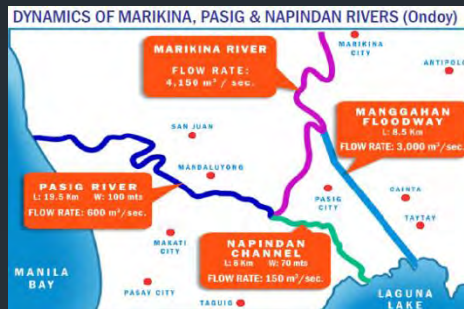 DYNAMICS OF MARIKINA, PASIG & NAPINDAN RIVERS (Ondoy)
MARIKINA RIVER
FLOW RATE:
4,150 m³ / sec.
MARIKINA
CITY
ANTIPOLO
MANGGAHAN
FLOODWAY
L: 8.5 Km
FLOW RATE: 3,000 m³/sec.
SAN JUAN
MANDALUYONG
PASIG RIVER
L: 19.5 Km W: 100 mts
FLOW RATE: 600 m³/sec.
PASIG
CITY
CAINTA
TAYTAY
MAKATI
CITY
NAPINDAN
CHANNEL
L: 6 Km W: 70 mts
FLOW RATE: 150 m³/sec.
MANILA
BAY
PASAY CITY
TAGUIG
LAGUNA
LAKE